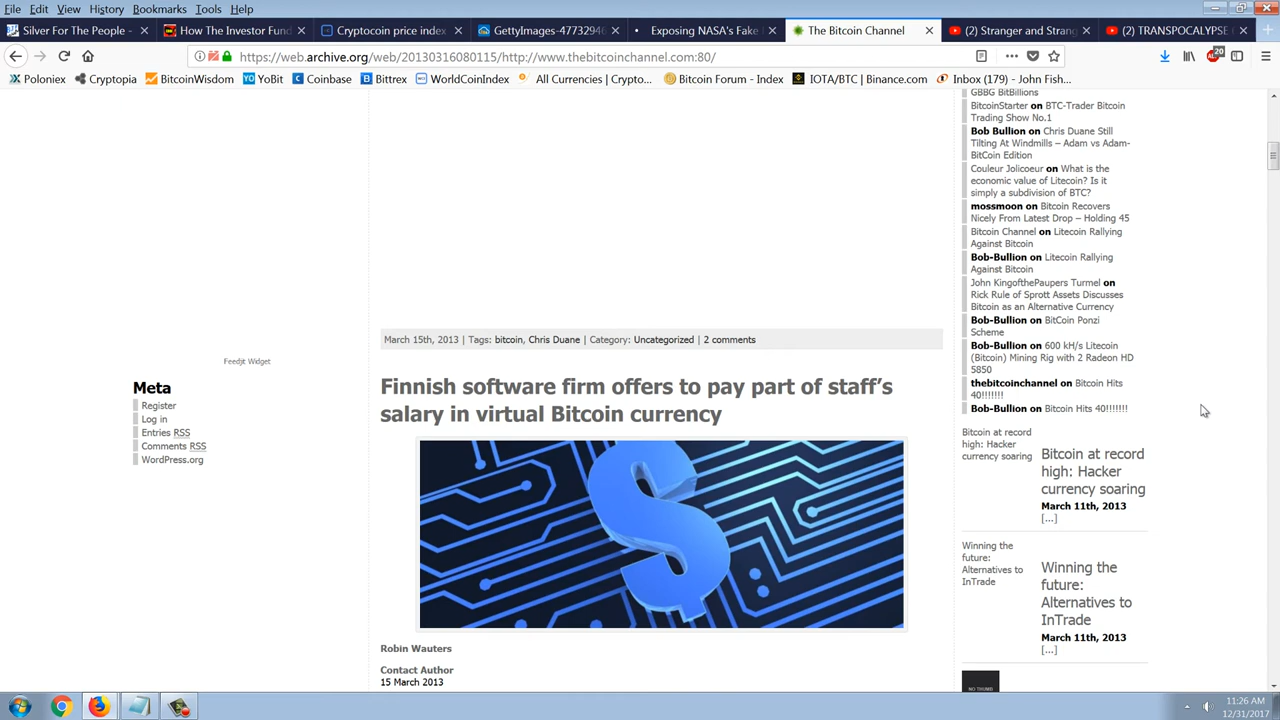 File Edit View History Bookmarks Tools Help
Silver For The People -
How The Investor Fund
Cryptocoin price index
GettyImages-47732946
Exposing NASA's Fake
The Bitcoin Channel
(2) Stranger and Strang
(2) TRANSPOCALYPSE
https://web.archive.org/web/20130316080115/http://www.thebitcoinchannel.com:80/
20
Poloniex Cryptopia BitcoinWisdom YoBit Coinbase Bittrex WorldCoinIndex All Currencies | Crypto... Bitcoin Forum - Index IOTA/BTC | Binance.com Inbox (179) - John Fish...
Feedjit Widget
Meta
Register
Log in
Entries RSS
Comments RSS
WordPress.org
March 15th, 2013 | Tags: bitcoin, Chris Duane | Category: Uncategorized | 2 comments
Finnish software firm offers to pay part of staff's
salary in virtual Bitcoin currency
Robin Wauters
Contact Author
15 March 2013
GBBG BitBillions
BitcoinStarter on BTC-Trader Bitcoin
Trading Show No.1
Bob Bullion on Chris Duane Still
Tilting At Windmills – Adam vs Adam-
BitCoin Edition
Couleur Jolicoeur on What is the
economic value of Litecoin? Is it
simply a subdivision of BTC?
mossmoon on Bitcoin Recovers
Nicely From Latest Drop – Holding 45
Bitcoin Channel on Litecoin Rallying
Against Bitcoin
Bob-Bullion on Litecoin Rallying
Against Bitcoin
John KingofthePaupers Turmel on
Rick Rule of Sprott Assets Discusses
Bitcoin as an Alternative Currency
Bob-Bullion on BitCoin Ponzi
Scheme
Bob-Bullion on 600 kH/s Litecoin
(Bitcoin) Mining Rig with 2 Radeon HD
5850
thebitcoinchannel on Bitcoin Hits
40!!!!!!!
Bob-Bullion on Bitcoin Hits 40!!!!!!!
Bitcoin at record
high: Hacker
currency soaring
Bitcoin at record
high: Hacker
currency soaring
March 11th, 2013
[...]
Winning the
future:
Alternatives to
InTrade
Winning the
future:
Alternatives to
InTrade
March 11th, 2013
[...]
NO THUMB
11:26 AM
12/31/2017